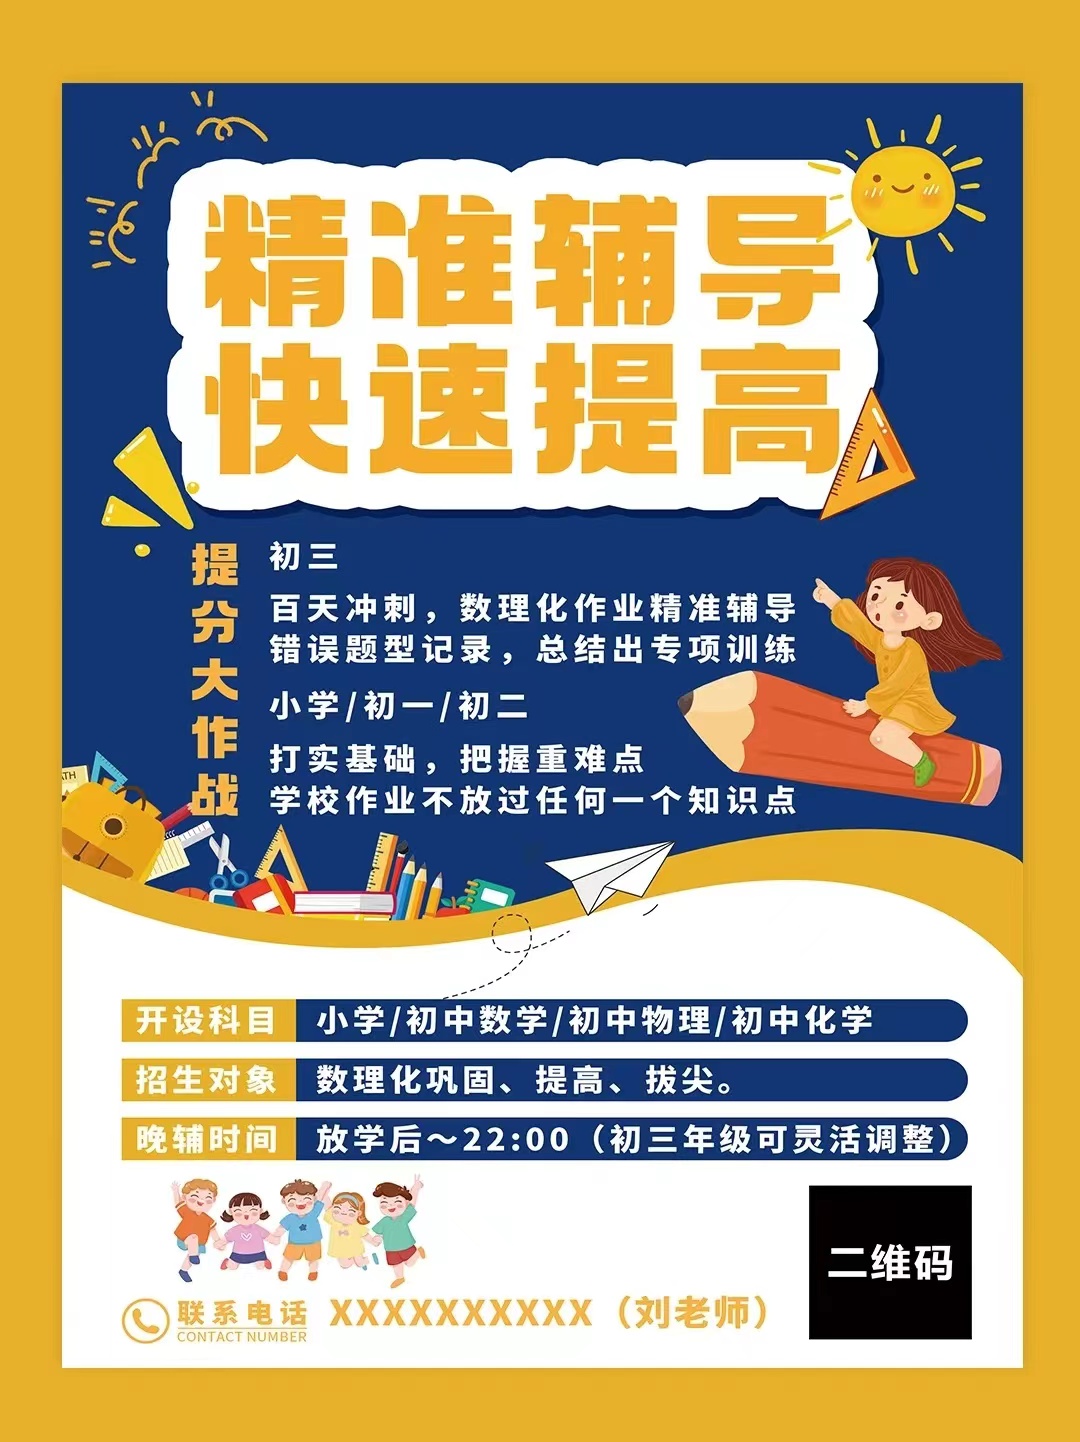 精准辅导
快速提高
提分大作战
初三
百天冲刺，数理化作业精准辅导
错误题型记录，总结出专项训练
小学/初一/初二
打实基础，把握重难点
学校作业不放过任何一个知识点
MATH
开设科目 小学/初中数学/初中物理/初中化学
招生对象 数理化巩固、提高、拔尖。
晚辅时间 放学后～22:00（初三年级可灵活调整）
二维码
联系电话 XXXXXXXXXX（刘老师）
CONTACT NUMBER